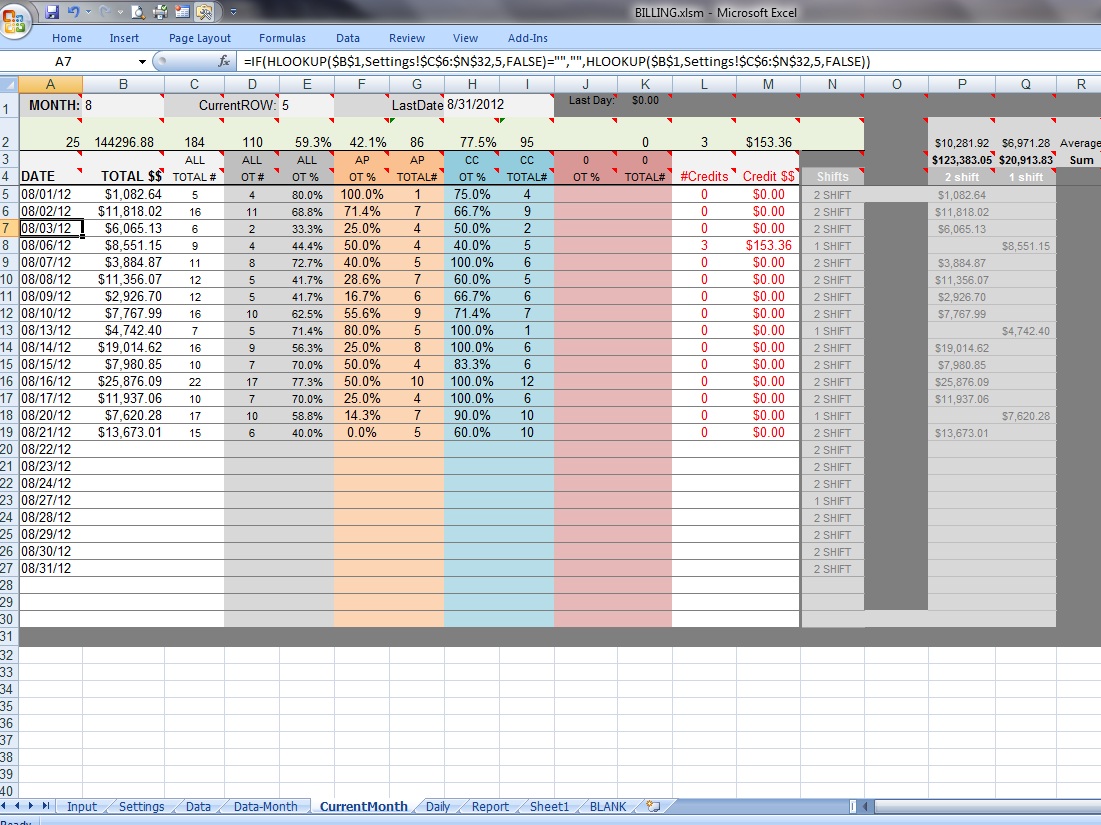 BILLING.xlsm - Microsoft Excel
Home Insert Page Layout Formulas Data Review View Add-Ins
A7 fx =IF(HLOOKUP($B$1,Settings!$C$6:$N$32,5,FALSE)="","",HLOOKUP($B$1,Settings!$C$6:$N$32,5,FALSE))
A B C D E F G H I J K L M N O P Q R
1 MONTH: 8 CurrentROW: 5 LastDate 8/31/2012 Last Day: $0.00
2 25 144296.88 184 110 59.3% 42.1% 86 77.5% 95 0 3 $153.36 $10,281.92 $6,971.28 Average
3 ALL ALL ALL AP AP CC CC 0 0 $123,383.05 $20,913.83 Sum
4 DATE TOTAL $$ TOTAL # OT # OT % OT % TOTAL# OT % TOTAL# OT % TOTAL# #Credits Credit $$ Shifts 2 shift 1 shift
5 08/01/12 $1,082.64 5 4 80.0% 100.0% 1 75.0% 4 0 $0.00 2 SHIFT $1,082.64
6 08/02/12 $11,818.02 16 11 68.8% 71.4% 7 66.7% 9 0 $0.00 2 SHIFT $11,818.02
7 08/03/12 $6,065.13 6 2 33.3% 25.0% 4 50.0% 2 0 $0.00 2 SHIFT $6,065.13
8 08/06/12 $8,551.15 9 4 44.4% 50.0% 4 40.0% 5 3 $153.36 1 SHIFT $8,551.15
9 08/07/12 $3,884.87 11 8 72.7% 40.0% 5 100.0% 6 0 $0.00 2 SHIFT $3,884.87
10 08/08/12 $11,356.07 12 5 41.7% 28.6% 7 60.0% 5 0 $0.00 2 SHIFT $11,356.07
11 08/09/12 $2,926.70 12 5 41.7% 16.7% 6 66.7% 6 0 $0.00 2 SHIFT $2,926.70
12 08/10/12 $7,767.99 16 10 62.5% 55.6% 9 71.4% 7 0 $0.00 2 SHIFT $7,767.99
13 08/13/12 $4,742.40 7 5 71.4% 80.0% 5 100.0% 1 0 $0.00 1 SHIFT $4,742.40
14 08/14/12 $19,014.62 16 9 56.3% 25.0% 8 100.0% 6 0 $0.00 2 SHIFT $19,014.62
15 08/15/12 $7,980.85 10 7 70.0% 50.0% 4 83.3% 6 0 $0.00 2 SHIFT $7,980.85
16 08/16/12 $25,876.09 22 17 77.3% 50.0% 10 100.0% 12 0 $0.00 2 SHIFT $25,876.09
17 08/17/12 $11,937.06 10 7 70.0% 25.0% 4 100.0% 6 0 $0.00 2 SHIFT $11,937.06
18 08/20/12 $7,620.28 17 10 58.8% 14.3% 7 90.0% 10 0 $0.00 1 SHIFT $7,620.28
19 08/21/12 $13,673.01 15 6 40.0% 0.0% 5 60.0% 10 0 $0.00 2 SHIFT $13,673.01
20 08/22/12 2 SHIFT
21 08/23/12 2 SHIFT
22 08/24/12 2 SHIFT
23 08/27/12 1 SHIFT
24 08/28/12 2 SHIFT
25 08/29/12 2 SHIFT
26 08/30/12 2 SHIFT
27 08/31/12 2 SHIFT
28
29
30
31
32
33
34
35
36
37
38
39
40
Input Settings Data Data-Month CurrentMonth Daily Report Sheet1 BLANK
Ready